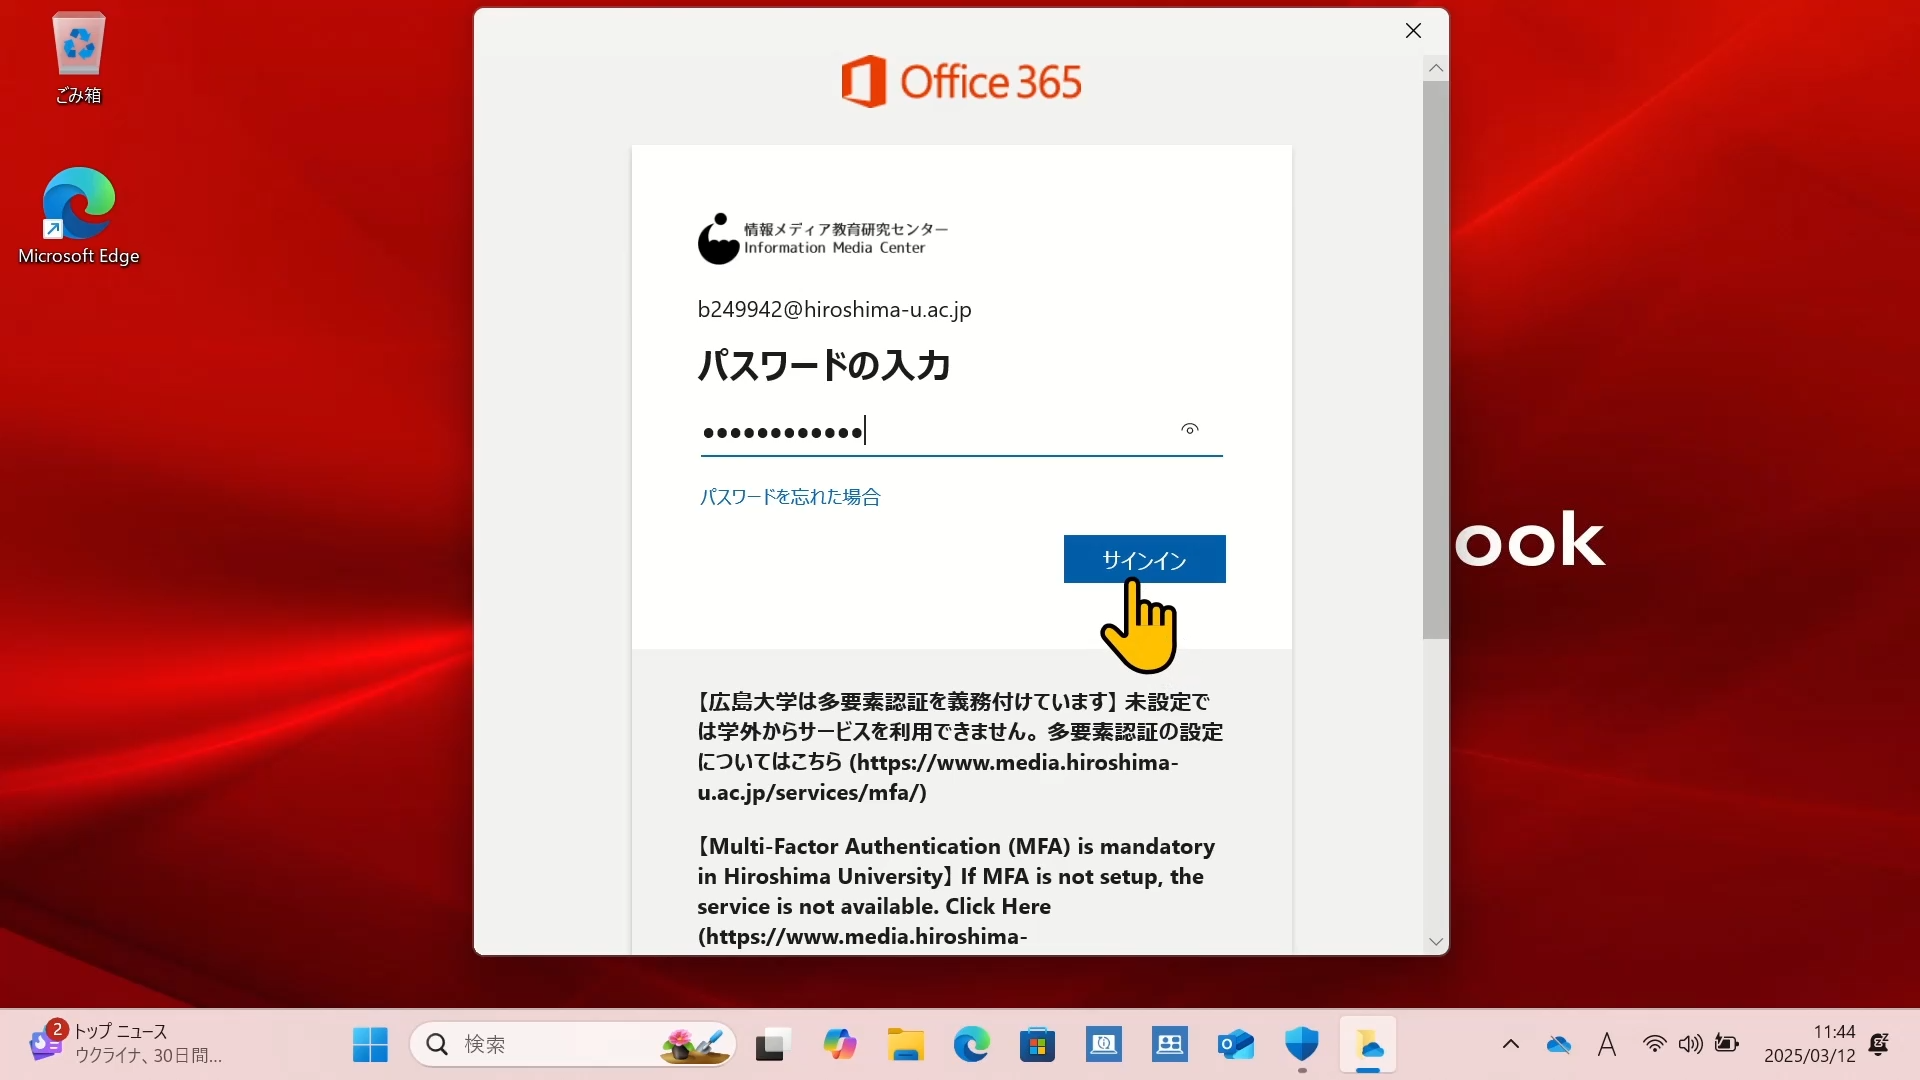 ごみ箱
Microsoft Edge
Office 365
情報メディア教育研究センター
Information Media Center
b249942@hiroshima-u.ac.jp
パスワードの入力
●●●●●●●●●●●●
パスワードを忘れた場合
サインイン
【広島大学は多要素認証を義務付けています】未設定で
は学外からサービスを利用できません。多要素認証の設定
についてはこちら (https://www.media.hiroshima-
u.ac.jp/services/mfa/)
【Multi-Factor Authentication (MFA) is mandatory
in Hiroshima University】If MFA is not setup, the
service is not available. Click Here
(https://www.media.hiroshima-
ook
2
トップ ニュース
ウクライナ、30日間...
検索
A
11:44
2025/03/12